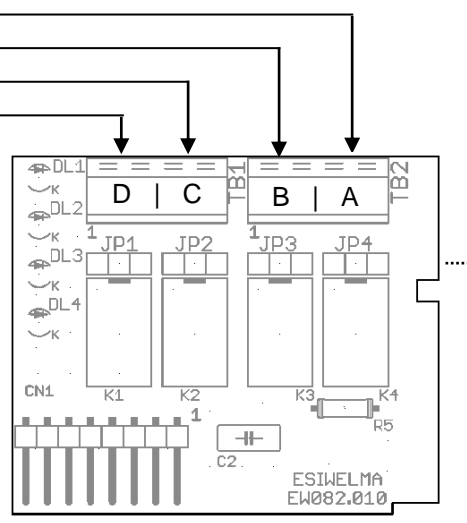 DL1
D | C
TB1
B | A
TB2
K
DL2
1
1
K
JP1 JP2 JP3 JP4
DL3
K
DL4
K
CN1
K1 K2 K3 K4
1
R5
C2
ESIWELMA
EW082.010